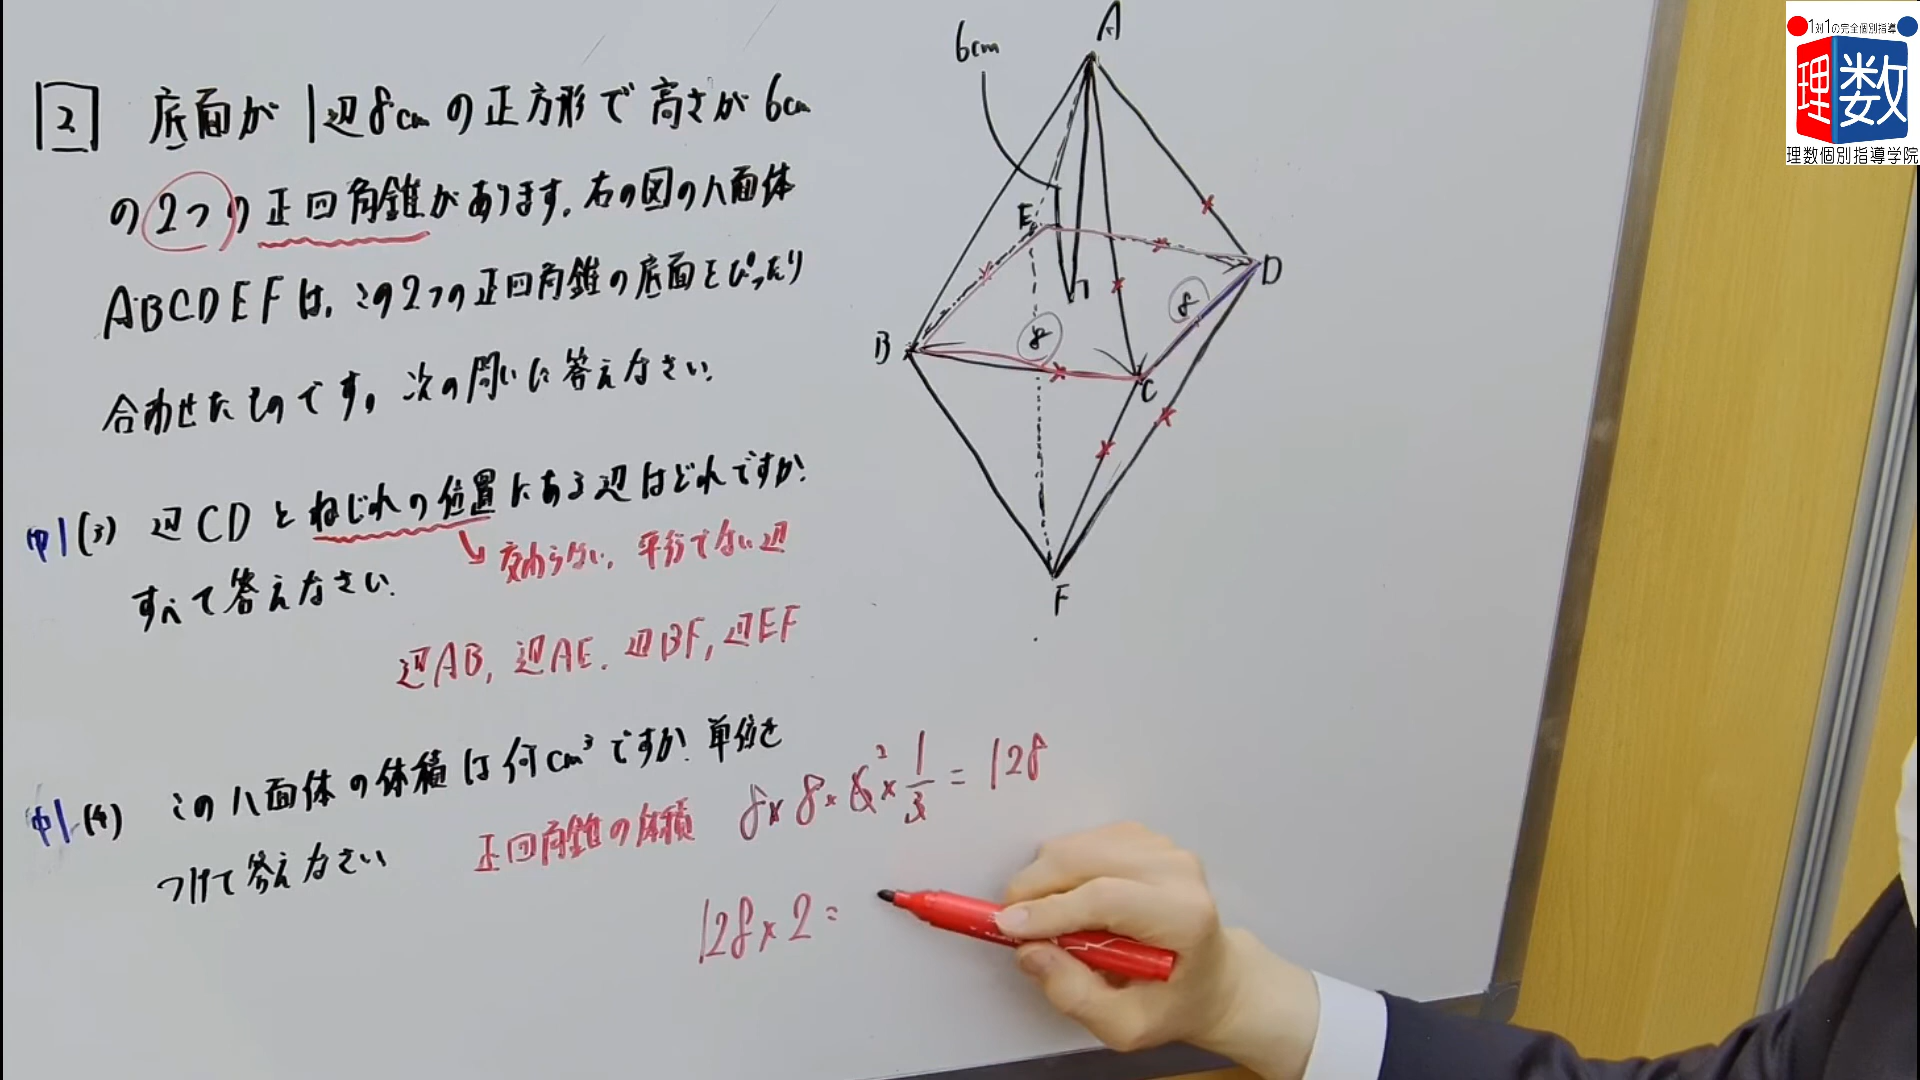 2 底面が1辺8cmの正方形で高さが6cm
の2つの正四角錐があります。右の図の八面体
ABCDEFは、この2つの正四角錐の底面をぴったり
合わせたものです。次の問いに答えなさい。
中1 (3) 辺CDとねじれの位置にある辺はどれですか?
すべて答えなさい。
交わらない、平行でない辺
辺AB, 辺AE. 辺BF, 辺EF
中1 (4) この八面体の体積は何cm³ですか? 単位を
つけて答えなさい
正四角錐の体積 8×8×6²×1/3=128
128×2=
6cm
A
E
D
8
8
B
C
F
1対1の完全個別指導
理数
理数個別指導学院